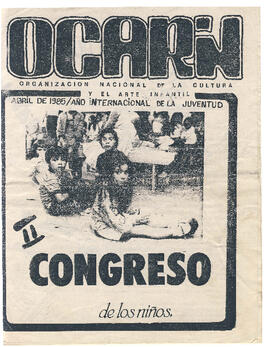 OCARIN
ORGANIZACION NACIONAL DE LA CULTURA
Y EL ARTE INFANTIL
ABRIL DE 1985/AÑO INTERNACIONAL DE LA JUVENTUD
II
CONGRESO
de los niños.